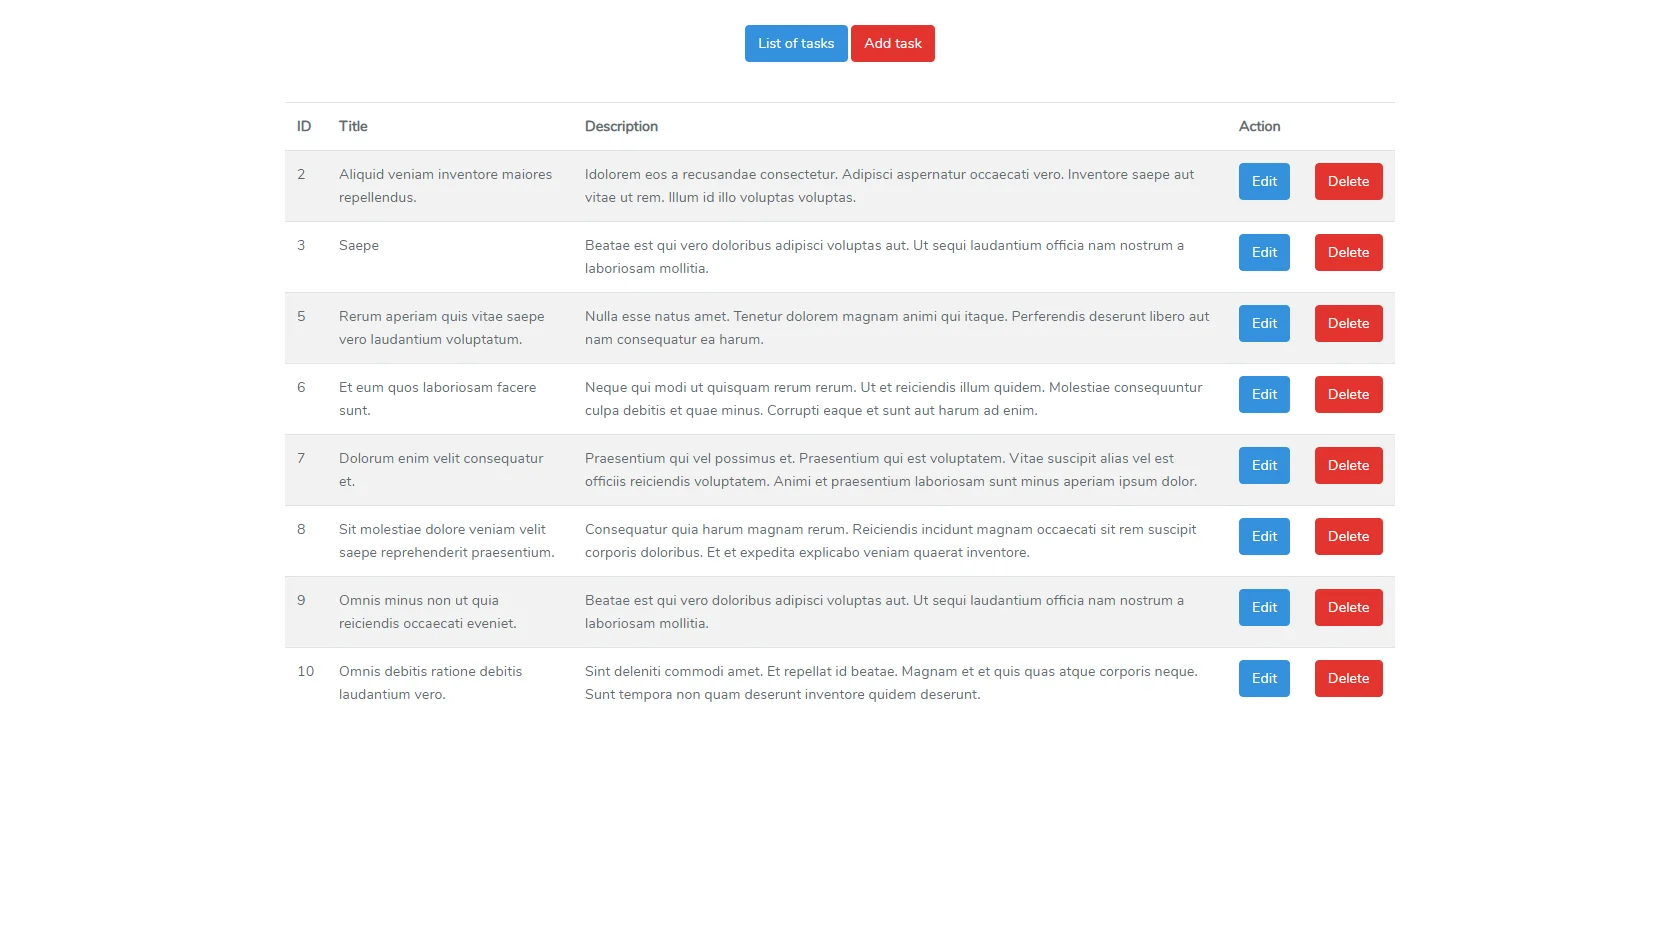 List of tasks Add task
ID Title Description Action
2 Aliquid veniam inventore maiores Idolorem eos a recusandae consectetur. Adipisci aspernatur occaecati vero. Inventore saepe aut Edit Delete
repellendus. vitae ut rem. Illum id illo voluptas voluptas.
3 Saepe Beatae est qui vero doloribus adipisci voluptas aut. Ut sequi laudantium officia nam nostrum a Edit Delete
laboriosam mollitia.
5 Rerum aperiam quis vitae saepe Nulla esse natus amet. Tenetur dolorem magnam animi qui itaque. Perferendis deserunt libero aut Edit Delete
vero laudantium voluptatum. nam consequatur ea harum.
6 Et eum quos laboriosam facere Neque qui modi ut quisquam rerum rerum. Ut et reiciendis illum quidem. Molestiae consequuntur Edit Delete
sunt. culpa debitis et quae minus. Corrupti eaque et sunt aut harum ad enim.
7 Dolorum enim velit consequatur Praesentium qui vel possimus et. Praesentium qui est voluptatem. Vitae suscipit alias vel est Edit Delete
et. officiis reiciendis voluptatem. Animi et praesentium laboriosam sunt minus aperiam ipsum dolor.
8 Sit molestiae dolore veniam velit Consequatur quia harum magnam rerum. Reiciendis incidunt magnam occaecati sit rem suscipit Edit Delete
saepe reprehenderit praesentium. corporis doloribus. Et et expedita explicabo veniam quaerat inventore.
9 Omnis minus non ut quia Beatae est qui vero doloribus adipisci voluptas aut. Ut sequi laudantium officia nam nostrum a Edit Delete
reiciendis occaecati eveniet. laboriosam mollitia.
10 Omnis debitis ratione debitis Sint deleniti commodi amet. Et repellat id beatae. Magnam et et quis quas atque corporis neque. Edit Delete
laudantium vero. Sunt tempora non quam deserunt inventore quidem deserunt.